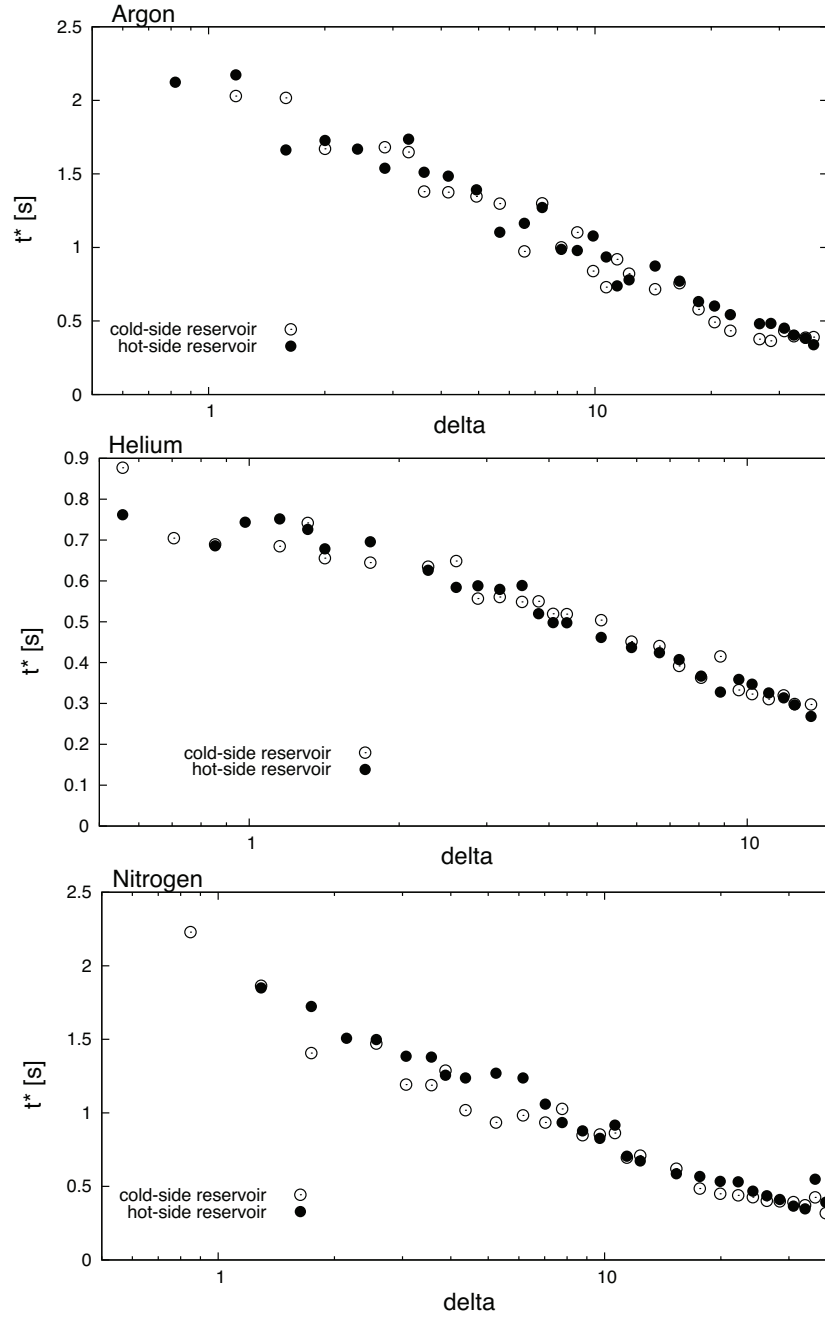 Argon
2.5
2
1.5
t* [s]
1
0.5
0
cold-side reservoir
hot-side reservoir
1
10
delta
Helium
0.9
0.8
0.7
0.6
0.5
t* [s]
0.4
0.3
0.2
0.1
0
cold-side reservoir
hot-side reservoir
1
10
delta
Nitrogen
2.5
2
1.5
t* [s]
1
0.5
0
cold-side reservoir
hot-side reservoir
1
10
delta